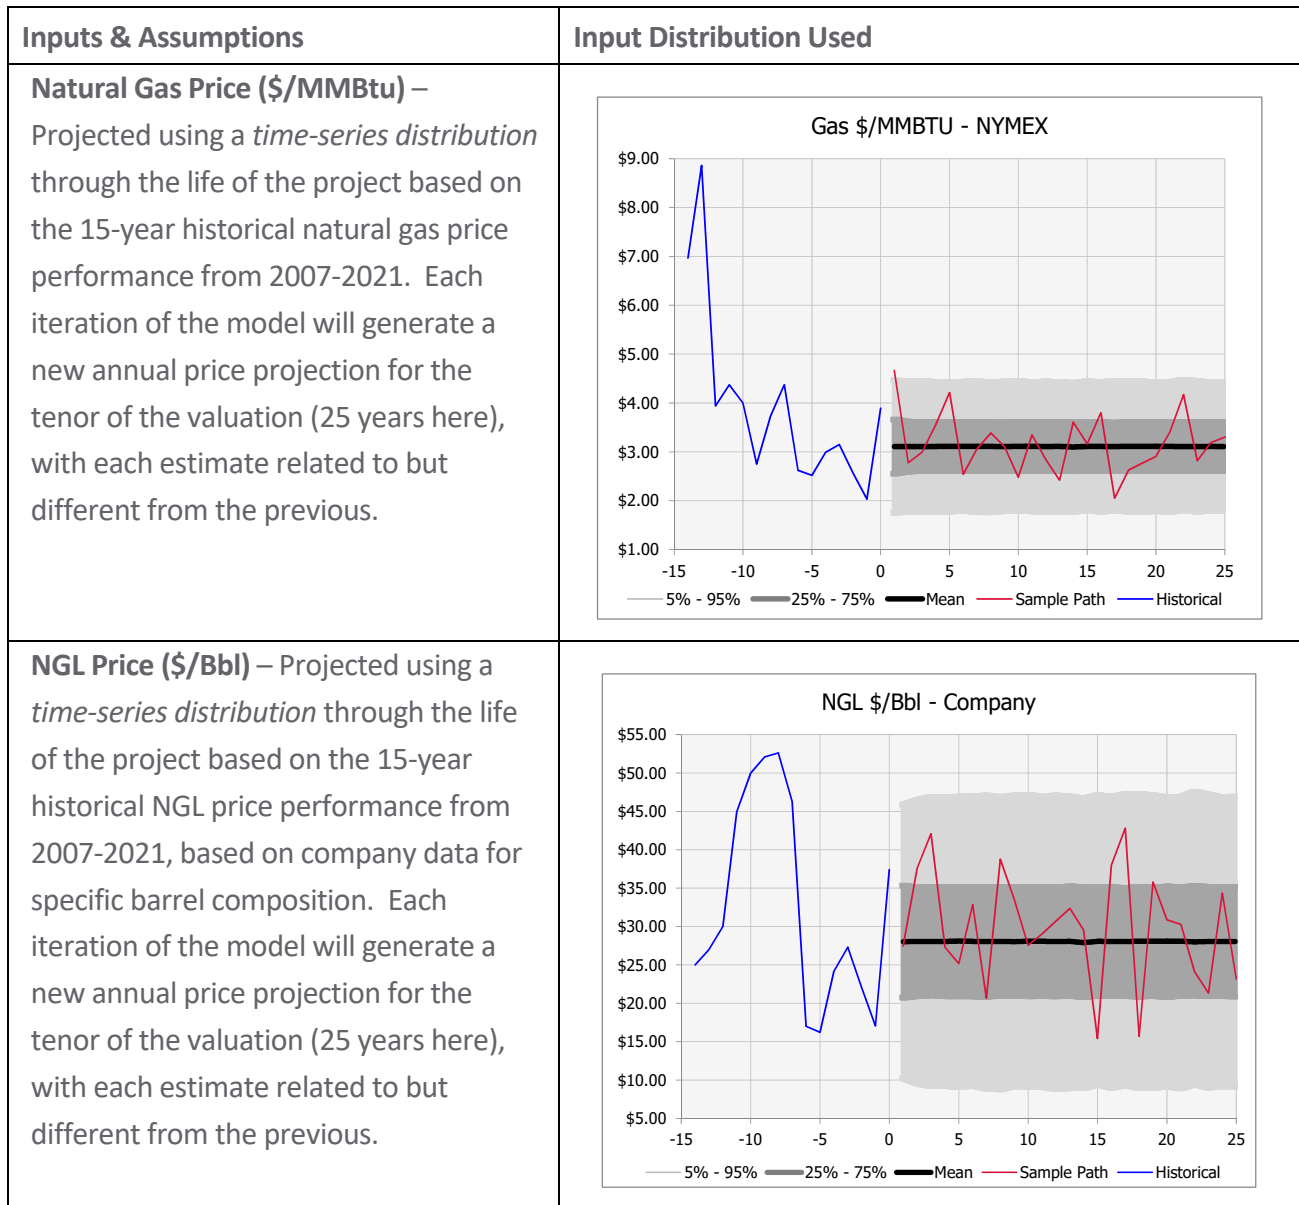 Inputs & Assumptions
Input Distribution Used
Natural Gas Price ($/MMBtu) –
Projected using a time-series distribution
through the life of the project based on
the 15-year historical natural gas price
performance from 2007-2021.  Each
iteration of the model will generate a
new annual price projection for the
tenor of the valuation (25 years here),
with each estimate related to but
different from the previous.
Gas $/MMBTU - NYMEX
$9.00
$8.00
$7.00
$6.00
$5.00
$4.00
$3.00
$2.00
$1.00
-15 -10 -5 0 5 10 15 20 25
5% - 95% 25% - 75% Mean Sample Path Historical
NGL Price ($/Bbl) – Projected using a
time-series distribution through the life
of the project based on the 15-year
historical NGL price performance from
2007-2021, based on company data for
specific barrel composition.  Each
iteration of the model will generate a
new annual price projection for the
tenor of the valuation (25 years here),
with each estimate related to but
different from the previous.
NGL $/Bbl - Company
$55.00
$50.00
$45.00
$40.00
$35.00
$30.00
$25.00
$20.00
$15.00
$10.00
$5.00
-15 -10 -5 0 5 10 15 20 25
5% - 95% 25% - 75% Mean Sample Path Historical